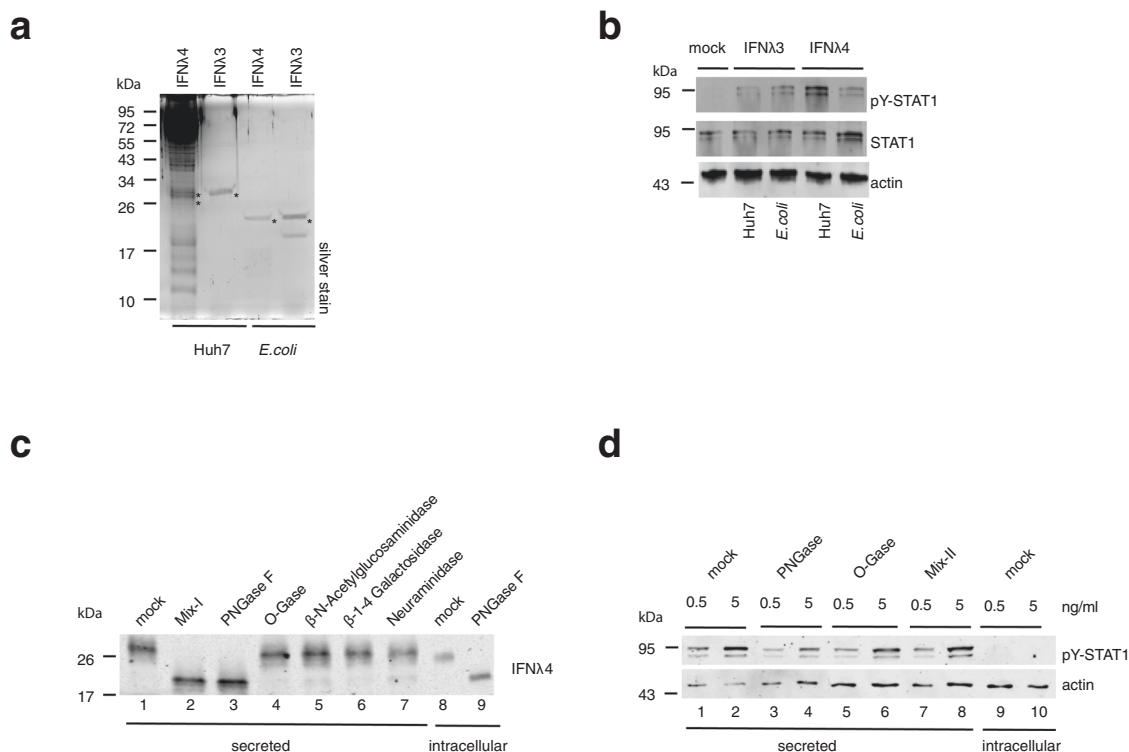 a
kDa
IFNλ4
IFNλ3
IFNλ4
IFNλ3
95
72
55
43
34
26
17
10
*
*
*
*
*
silver stain
Huh7
E.coli
b
mock
IFNλ3
IFNλ4
kDa
95
pY-STAT1
95
STAT1
43
actin
Huh7
E.coli
Huh7
E.coli
c
kDa
mock
Mix-I
PNGase F
O-Gase
β-N-Acetylglucosaminidase
β-1-4 Galactosidase
Neuraminidase
mock
PNGase F
26
17
IFNλ4
1 2 3 4 5 6 7 8 9
secreted
intracellular
d
mock
PNGase
O-Gase
Mix-II
mock
0.5 5 0.5 5 0.5 5 0.5 5 0.5 5 ng/ml
kDa
95
pY-STAT1
actin
43
1 2 3 4 5 6 7 8 9 10
secreted
intracellular